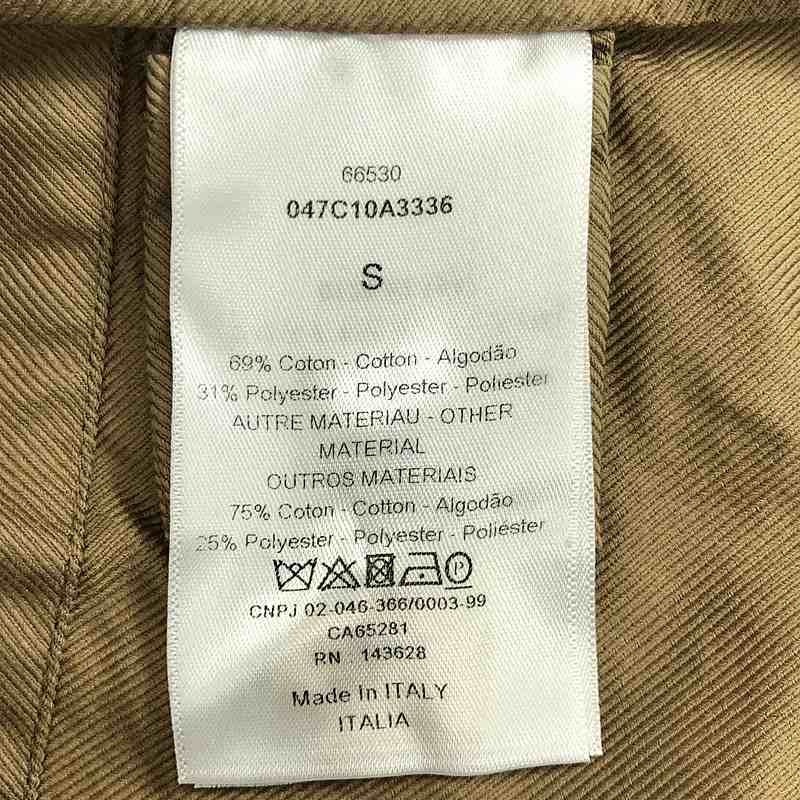 66530
047C10A3336
S
69% Coton - Cotton - Algodão
31% Polyester - Polyester - Poliester
AUTRE MATERIAU - OTHER
MATERIAL
OUTROS MATERIAIS
75% Coton - Cotton - Algodão
25% Polyester - Polyester - Poliester
P
CNPJ 02-046-366/0003-99
CA65281
RN 143628
Made In ITALY
ITALIA